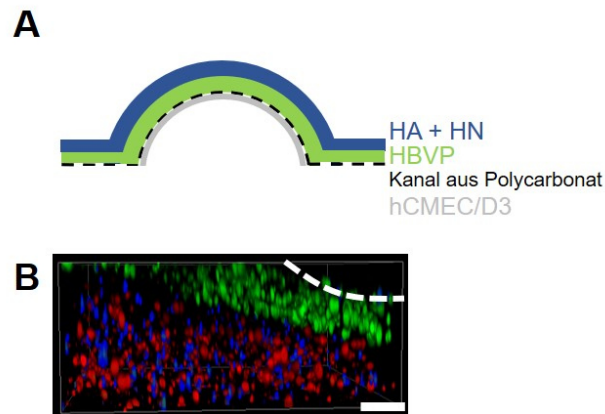 A
HA + HN
HBVP
Kanal aus Polycarbonat
hCMEC/D3
B